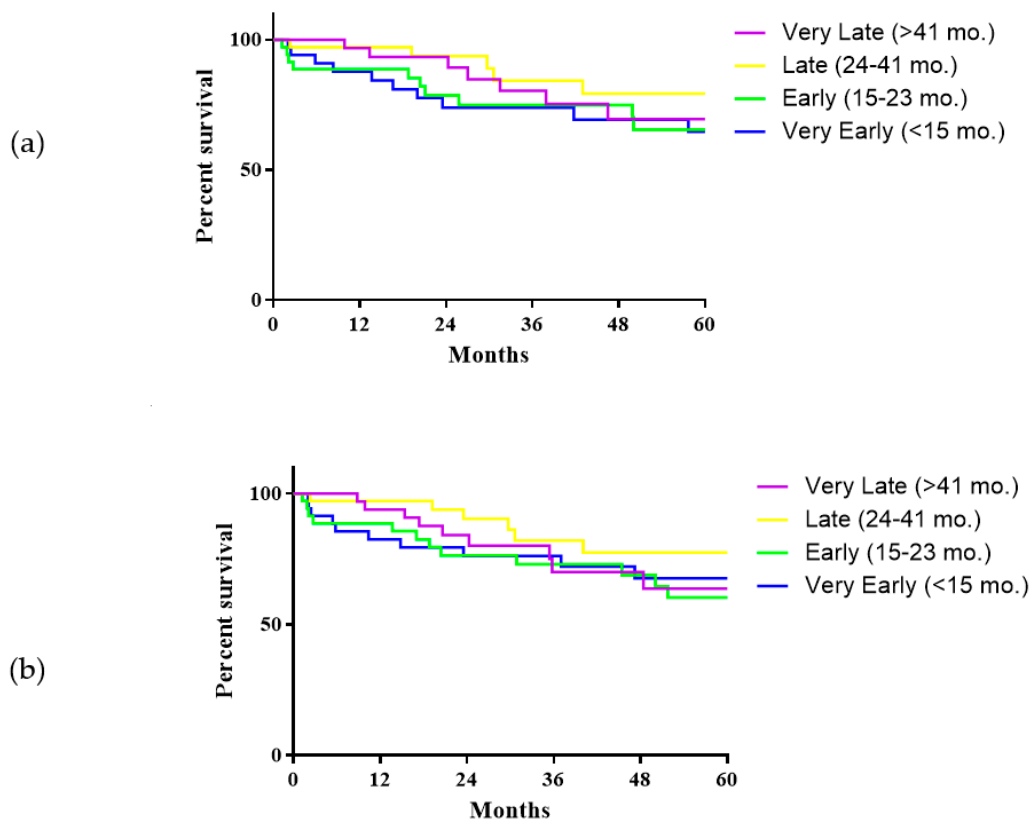 (a)
Percent survival
100
50
0
0 12 24 36 48 60
Months
Very Late (>41 mo.)
Late (24-41 mo.)
Early (15-23 mo.)
Very Early (<15 mo.)
(b)
Percent survival
100
50
0
0 12 24 36 48 60
Months
Very Late (>41 mo.)
Late (24-41 mo.)
Early (15-23 mo.)
Very Early (<15 mo.)